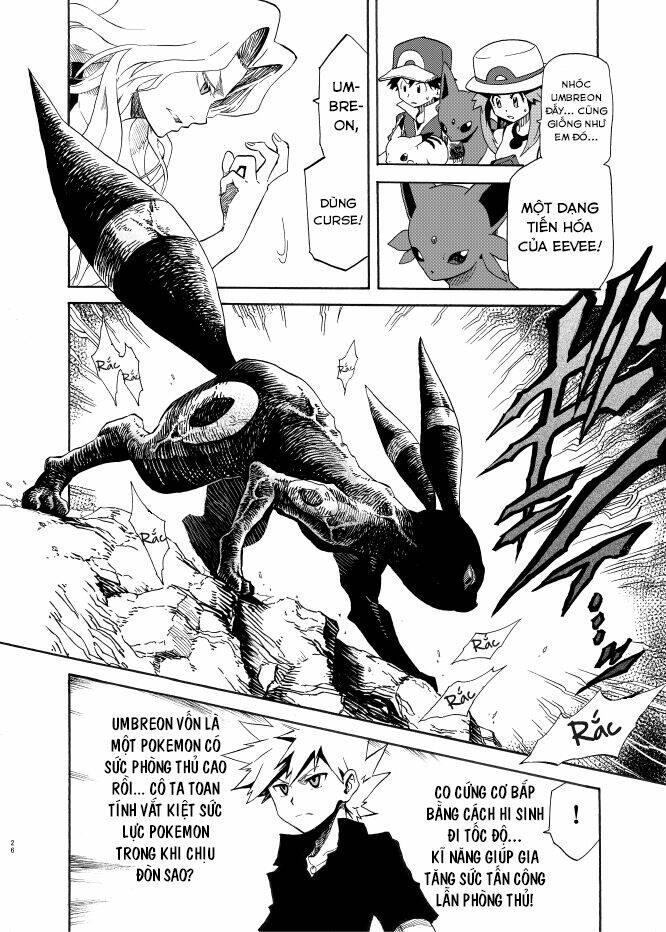 NHÓC
UMBREON
ĐẤY... CŨNG
GIỐNG NHƯ
EM ĐÓ...
MỘT DẠNG
TIẾN HÓA
CỦA EEVEE!
UM-
BRE-
ON,
DÙNG
CURSE!
Rắc
Rắc
Rắc
Rắc
Rắc
Rắc
Rắc
Rắc
!
CO CỨNG CƠ BẮP
BẰNG CÁCH HI SINH
ĐI TỐC ĐỘ...
KĨ NĂNG GIÚP GIA
TĂNG SỨC TẤN CÔNG
LẪN PHÒNG THỦ!
UMBREON VỐN LÀ
MỘT POKEMON CÓ
SỨC PHÒNG THỦ CAO
RỒI... CÔ TA TOAN
TÍNH VẮT KIỆT SỨC
LỰC POKEMON
TRONG KHI CHỊU
ĐÒN SAO?
26